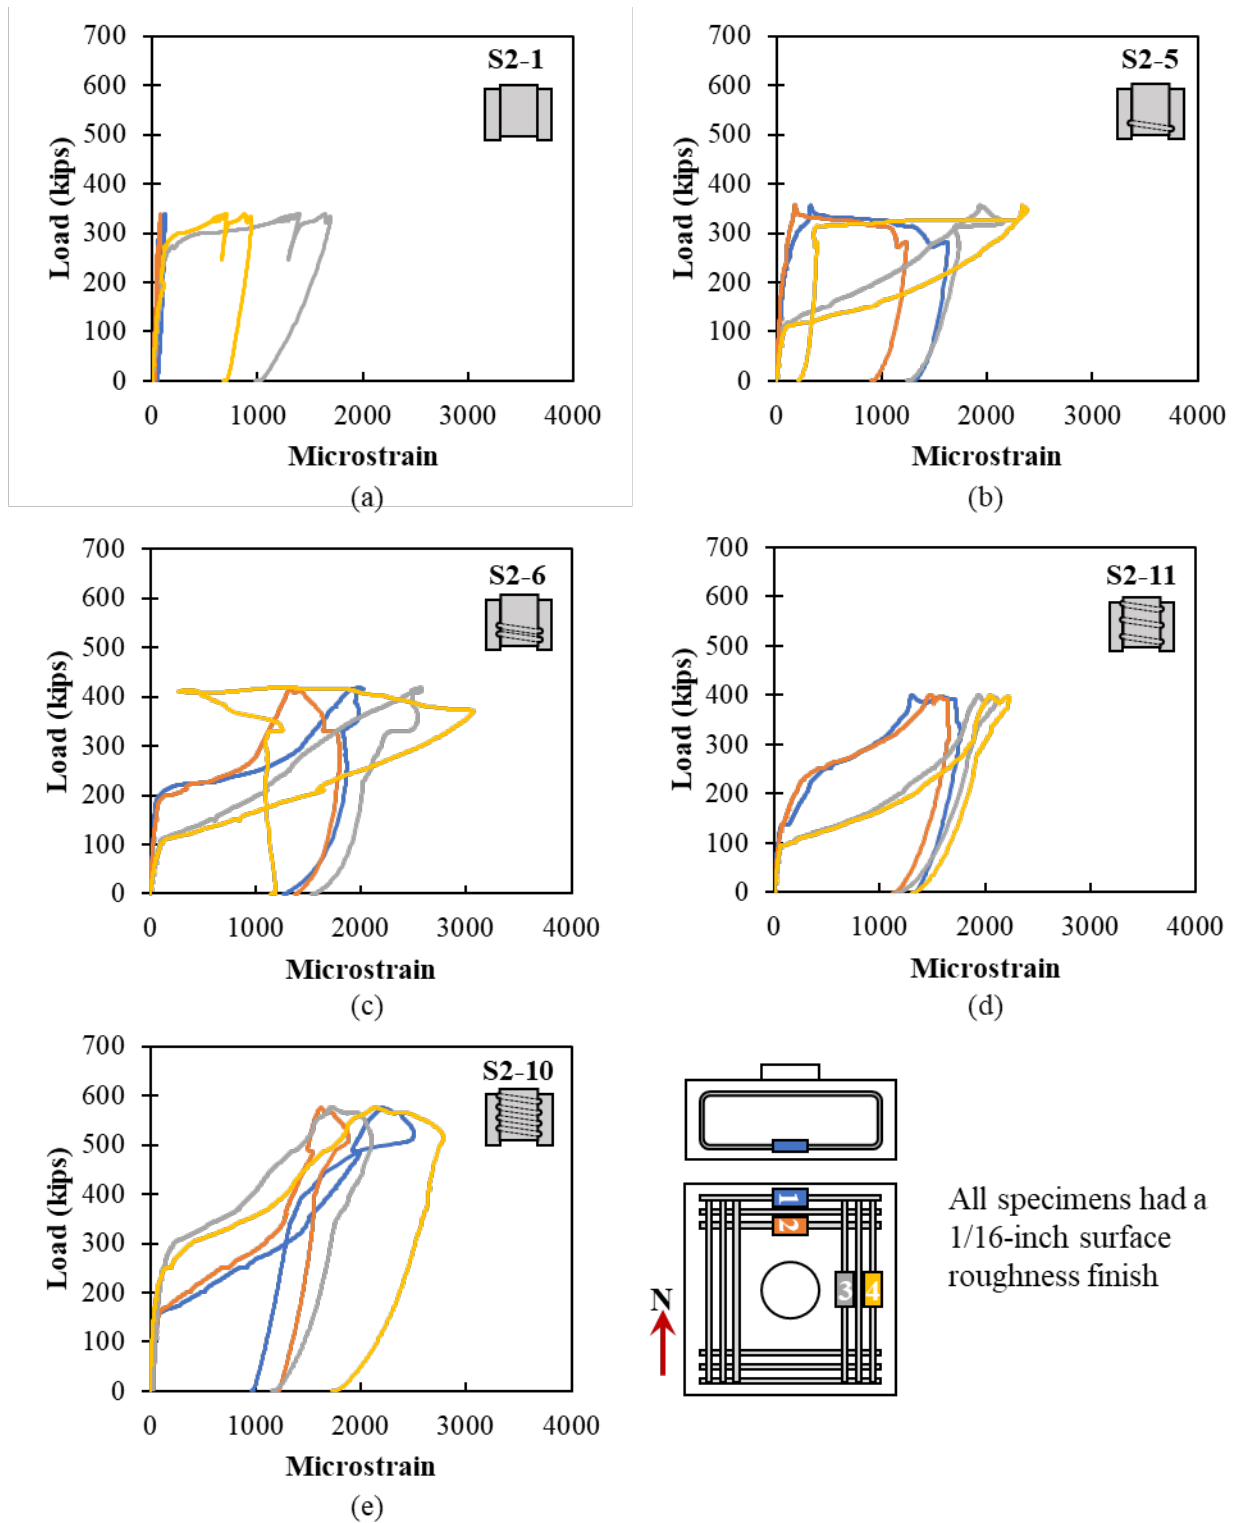 700
600
500
400
300
200
100
0
Load (kips)
S2-1
0 1000 2000 3000 4000
Microstrain
(a)
700
600
500
400
300
200
100
0
Load (kips)
S2-5
0 1000 2000 3000 4000
Microstrain
(b)
700
600
500
400
300
200
100
0
Load (kips)
S2-6
0 1000 2000 3000 4000
Microstrain
(c)
700
600
500
400
300
200
100
0
Load (kips)
S2-11
0 1000 2000 3000 4000
Microstrain
(d)
700
600
500
400
300
200
100
0
Load (kips)
S2-10
0 1000 2000 3000 4000
Microstrain
(e)
1
2
3 4
N
All specimens had a
1/16-inch surface
roughness finish